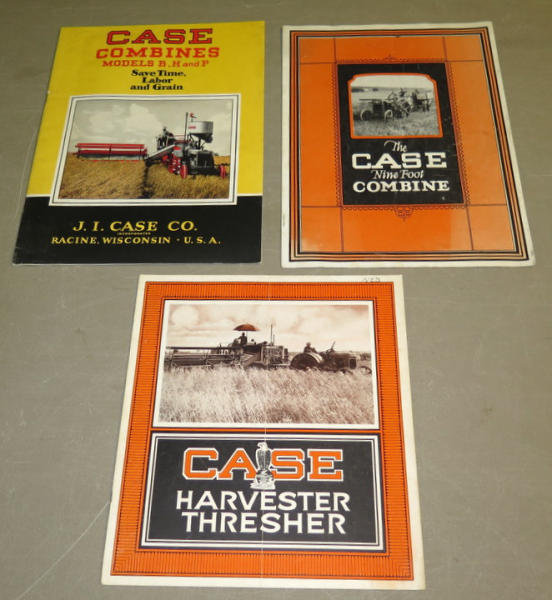 CASE
COMBINES
MODELS B, H and P
Save Time,
Labor
and Grain
J. I. CASE CO.
INCORPORATED
RACINE, WISCONSIN · U. S. A.
The
CASE
Nine Foot
COMBINE
CASE
HARVESTER
THRESHER